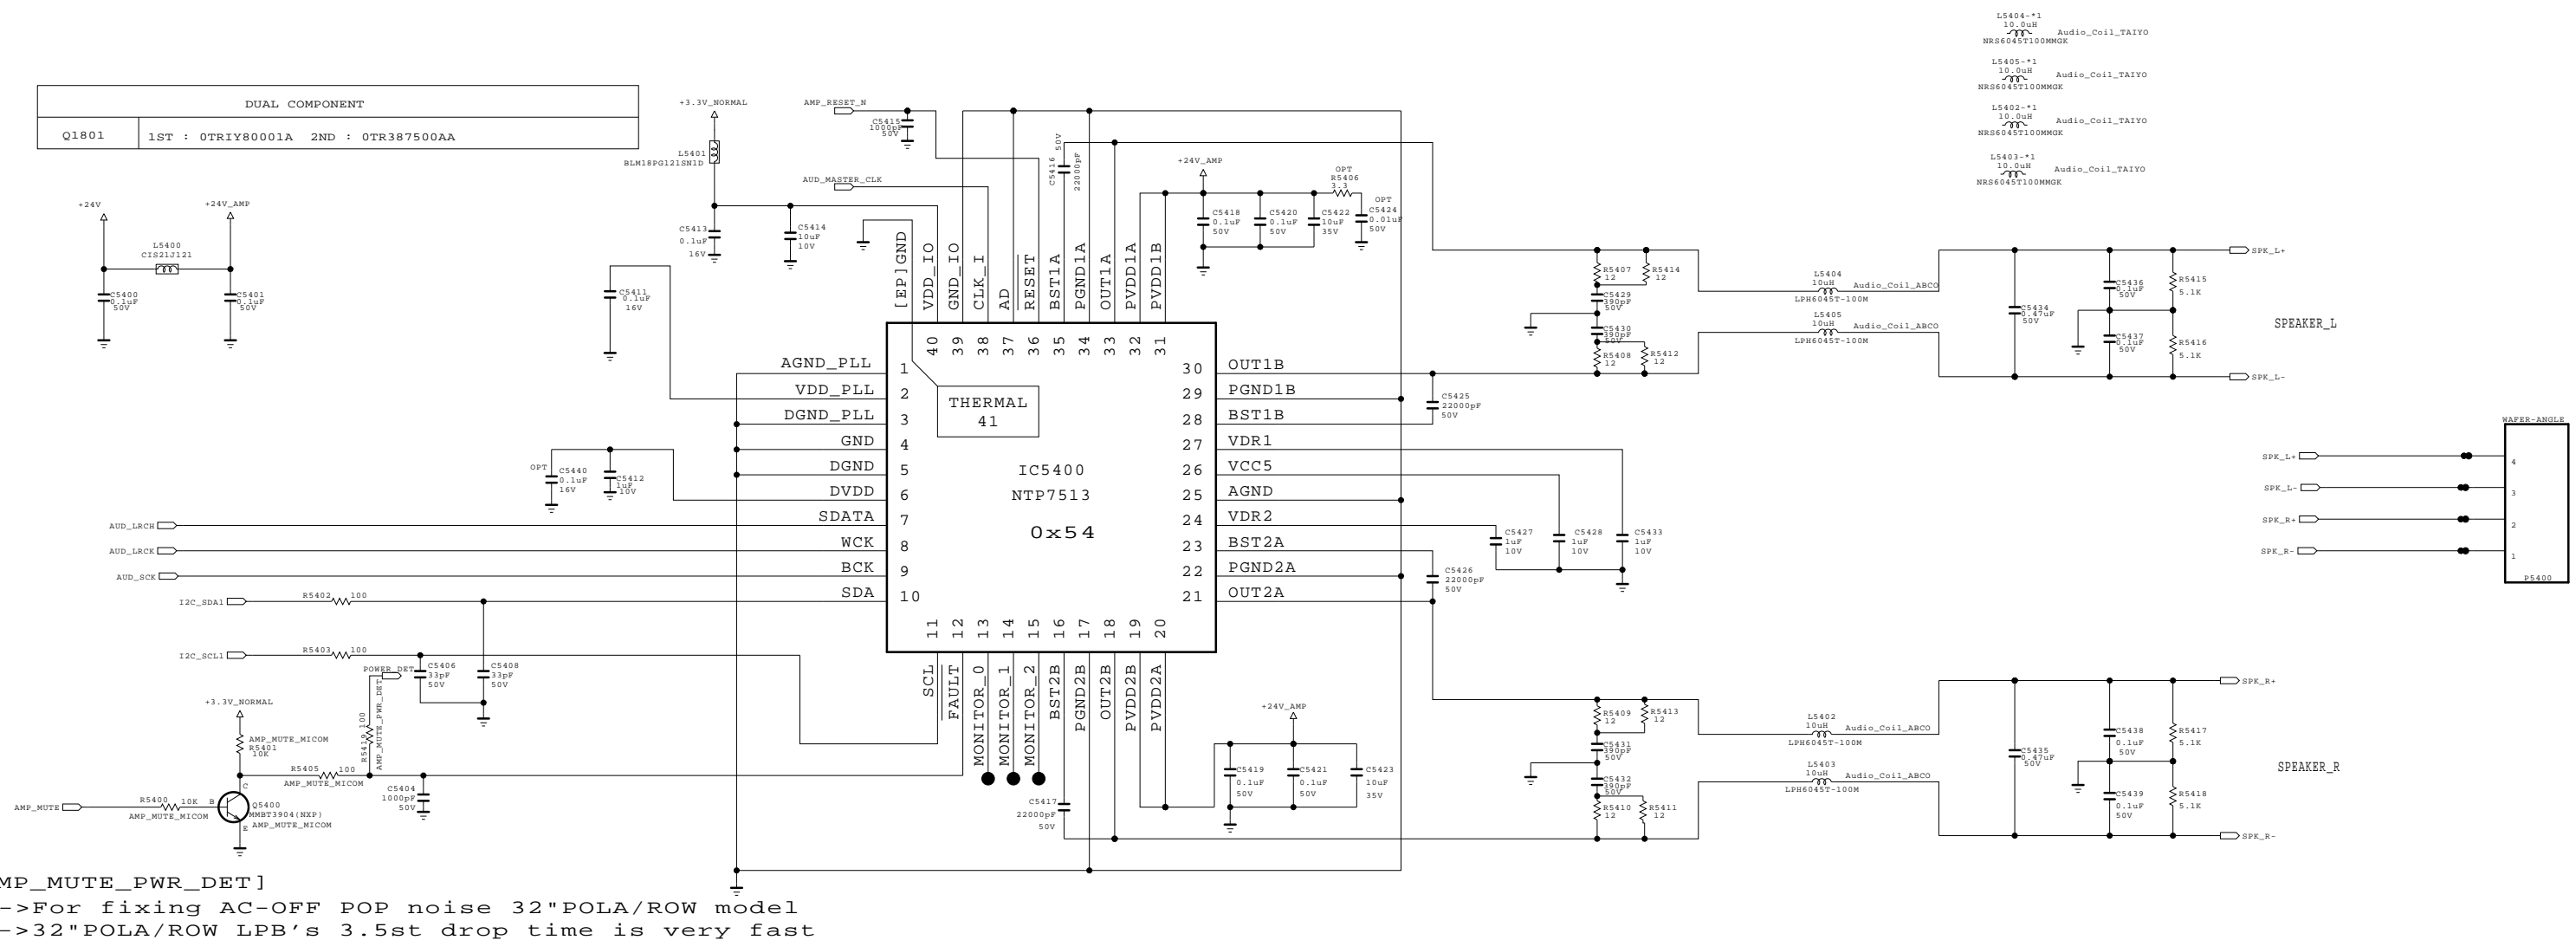 DUAL COMPONENT
Q1801 1ST : 0TRIY80001A 2ND : 0TR387500AA
+24V
+24V_AMP
L5400
CIS21J121
C5400
0.1uF
50V
C5401
0.1uF
50V
+3.3V_NORMAL
L5401
BLM18PG121SN1D
C5413
0.1uF
16V
C5414
10uF
10V
AMP_RESET_N
C5415
1000pF
50V
AUD_MASTER_CLK
C5411
0.1uF
16V
OPT
C5440
0.1uF
16V
C5412
1uF
10V
C5416
22000pF
50V
+24V_AMP
C5418
0.1uF
50V
C5420
0.1uF
50V
C5422
10uF
35V
OPT
R5406
3.3
OPT
C5424
0.01uF
50V
[EP]GND
VDD_IO
GND_IO
CLK_I
AD
RESET
BST1A
PGND1A
OUT1A
PVDD1A
PVDD1B
40
39
38
37
36
35
34
33
32
31
AGND_PLL 1
VDD_PLL 2
DGND_PLL 3
GND 4
DGND 5
DVDD 6
SDATA 7
WCK 8
BCK 9
SDA 10
THERMAL
41
IC5400
NTP7513
0x54
30 OUT1B
29 PGND1B
28 BST1B
27 VDR1
26 VCC5
25 AGND
24 VDR2
23 BST2A
22 PGND2A
21 OUT2A
11
12
13
14
15
16
17
18
19
20
SCL
FAULT
MONITOR_0
MONITOR_1
MONITOR_2
BST2B
PGND2B
OUT2B
PVDD2B
PVDD2A
AUD_LRCH
AUD_LRCK
AUD_SCK
I2C_SDA1
R5402 100
I2C_SCL1
R5403 100
POWER_DET
C5406
33pF
50V
C5408
33pF
50V
R5419 100
AMP_MUTE_PWR_DET
+3.3V_NORMAL
AMP_MUTE_MICOM
R5401
10K
R5405 100
AMP_MUTE_MICOM
C5404
1000pF
50V
AMP_MUTE
R5400 10K
AMP_MUTE_MICOM
B
C
E
Q5400
MMBT3904(NXP)
AMP_MUTE_MICOM
C5417
22000pF
50V
+24V_AMP
C5419
0.1uF
50V
C5421
0.1uF
50V
C5423
10uF
35V
C5425
22000pF
50V
C5426
22000pF
50V
C5427
1uF
10V
C5428
1uF
10V
C5433
1uF
10V
R5407
12
R5414
12
C5429
390pF
50V
C5430
390pF
50V
R5408
12
R5412
12
L5404
10uH
Audio_Coil_ABCO
LPH6045T-100M
L5405
10uH
Audio_Coil_ABCO
LPH6045T-100M
C5434
0.47uF
50V
C5436
0.1uF
50V
C5437
0.1uF
50V
R5415
5.1K
R5416
5.1K
SPK_L+
SPEAKER_L
SPK_L-
R5409
12
R5413
12
C5431
390pF
50V
C5432
390pF
50V
R5410
12
R5411
12
L5402
10uH
Audio_Coil_ABCO
LPH6045T-100M
L5403
10uH
Audio_Coil_ABCO
LPH6045T-100M
C5435
0.47uF
50V
C5438
0.1uF
50V
C5439
0.1uF
50V
R5417
5.1K
R5418
5.1K
SPK_R+
SPEAKER_R
SPK_R-
L5404-*1
10.0uH
Audio_Coil_TAIYO
NRS6045T100MMGK
L5405-*1
10.0uH
Audio_Coil_TAIYO
NRS6045T100MMGK
L5402-*1
10.0uH
Audio_Coil_TAIYO
NRS6045T100MMGK
L5403-*1
10.0uH
Audio_Coil_TAIYO
NRS6045T100MMGK
WAFER-ANGLE
SPK_L+ 4
SPK_L- 3
SPK_R+ 2
SPK_R- 1
P5400
MP_MUTE_PWR_DET]
->For fixing AC-OFF POP noise 32"POLA/ROW model
->32"POLA/ROW LPB's 3.5st drop time is very fast